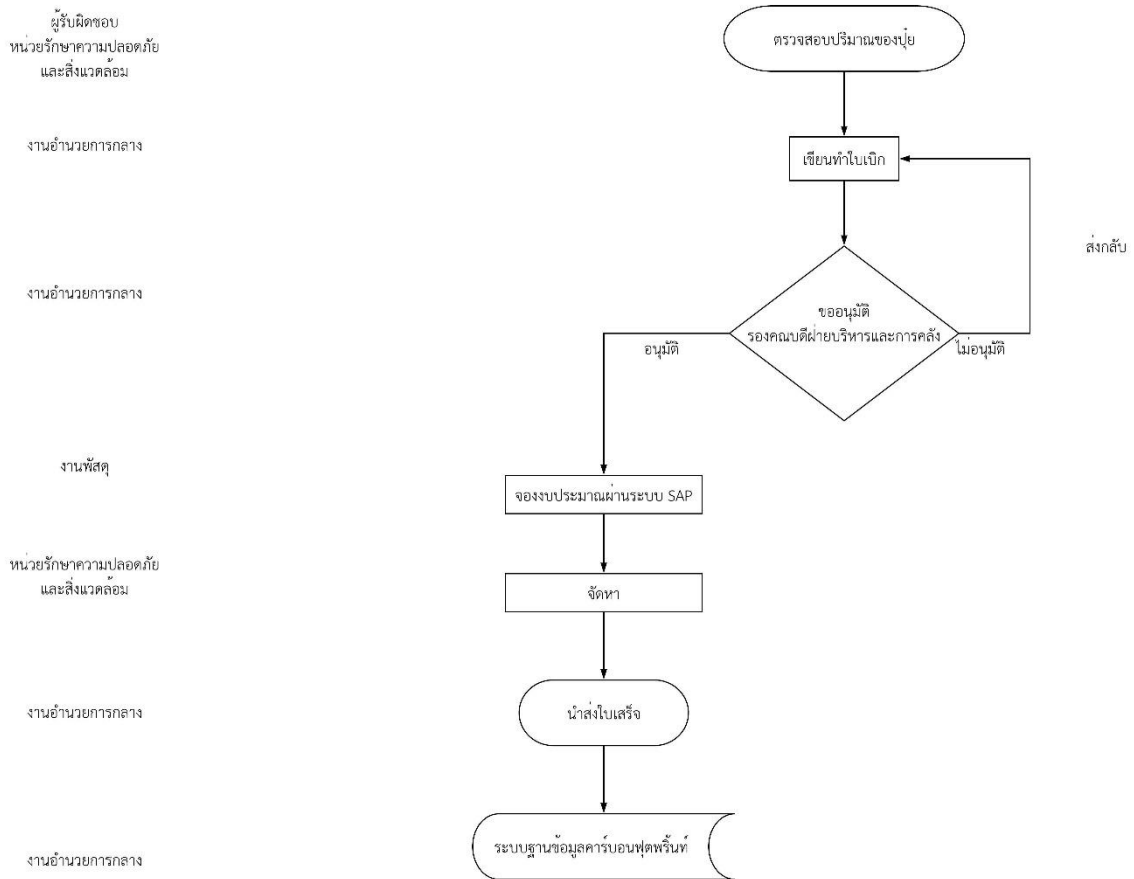 ผู้รับผิดชอบ
หน่วยรักษาความปลอดภัย
และสิ่งแวดล้อม
ตรวจสอบปริมาณของปุ๋ย
งานอำนวยการกลาง
เขียนทำใบเบิก
ส่งกลับ
งานอำนวยการกลาง
ขออนุมัติ
รองคณบดีฝ่ายบริหารและการคลัง
อนุมัติ
ไม่อนุมัติ
งานพัสดุ
จองงบประมาณผ่านระบบ SAP
หน่วยรักษาความปลอดภัย
และสิ่งแวดล้อม
จัดหา
งานอำนวยการกลาง
นำส่งใบเสร็จ
ระบบฐานข้อมูลคาร์บอนฟุตพริ้นท์
งานอำนวยการกลาง